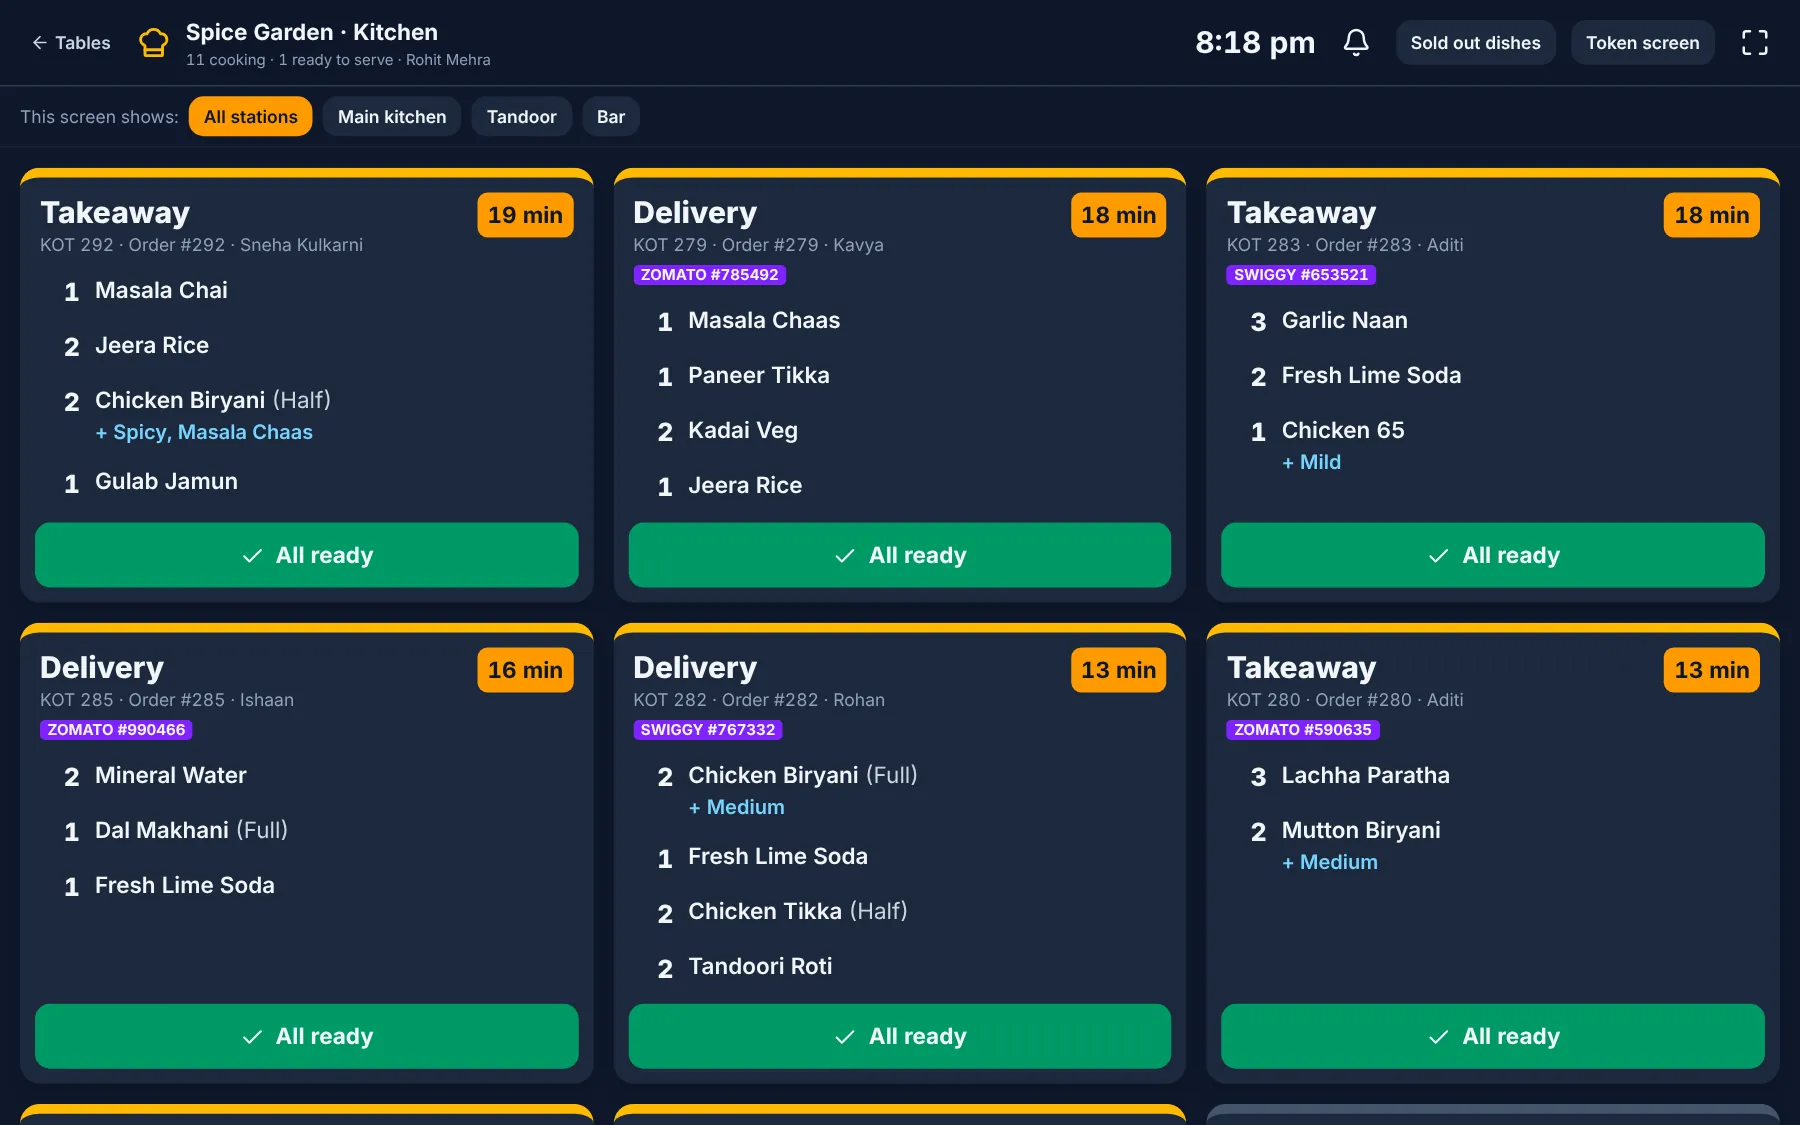 Tables
Spice Garden · Kitchen
11 cooking · 1 ready to serve · Rohit Mehra
8:18 pm
Sold out dishes
Token screen
This screen shows:
All stations
Main kitchen
Tandoor
Bar
Takeaway
19 min
KOT 292 · Order #292 · Sneha Kulkarni
1 Masala Chai
2 Jeera Rice
2 Chicken Biryani (Half)
+ Spicy, Masala Chaas
1 Gulab Jamun
All ready
Delivery
18 min
KOT 279 · Order #279 · Kavya
ZOMATO #785492
1 Masala Chaas
1 Paneer Tikka
2 Kadai Veg
1 Jeera Rice
All ready
Takeaway
18 min
KOT 283 · Order #283 · Aditi
SWIGGY #653521
3 Garlic Naan
2 Fresh Lime Soda
1 Chicken 65
+ Mild
All ready
Delivery
16 min
KOT 285 · Order #285 · Ishaan
ZOMATO #990466
2 Mineral Water
1 Dal Makhani (Full)
1 Fresh Lime Soda
All ready
Delivery
13 min
KOT 282 · Order #282 · Rohan
SWIGGY #767332
2 Chicken Biryani (Full)
+ Medium
1 Fresh Lime Soda
2 Chicken Tikka (Half)
2 Tandoori Roti
All ready
Takeaway
13 min
KOT 280 · Order #280 · Aditi
ZOMATO #590635
3 Lachha Paratha
2 Mutton Biryani
+ Medium
All ready